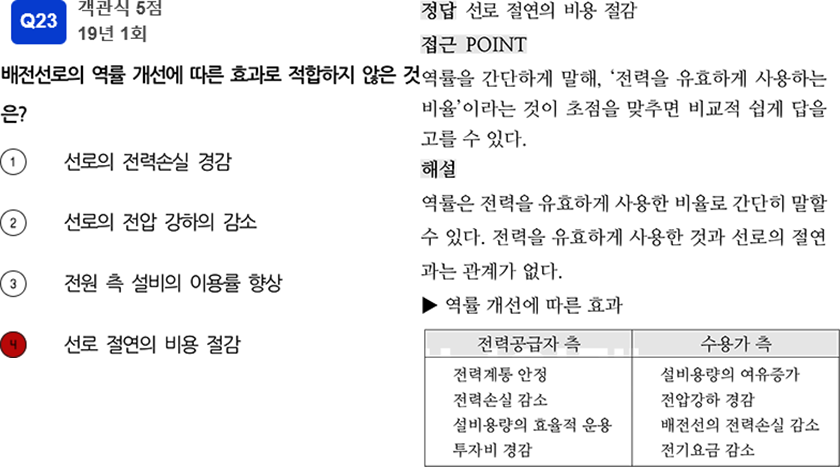 Q23
객관식 5점
19년 1회
배전선로의 역률 개선에 따른 효과로 적합하지 않은 것
은?
1 선로의 전력손실 경감
2 선로의 전압 강하의 감소
3 전원 측 설비의 이용률 향상
4 선로 절연의 비용 절감
정답 선로 절연의 비용 절감
접근 POINT
역률을 간단하게 말해, ‘전력을 유효하게 사용하는
비율’이라는 것이 초점을 맞추면 비교적 쉽게 답을
고를 수 있다.
해설
역률은 전력을 유효하게 사용한 비율로 간단히 말할
수 있다. 전력을 유효하게 사용한 것과 선로의 절연
과는 관계가 없다.
▶ 역률 개선에 따른 효과
전력공급자 측 수용가 측
전력계통 안정 설비용량의 여유증가
전력손실 감소 전압강하 경감
설비용량의 효율적 운용 배전선의 전력손실 감소
투자비 경감 전기요금 감소